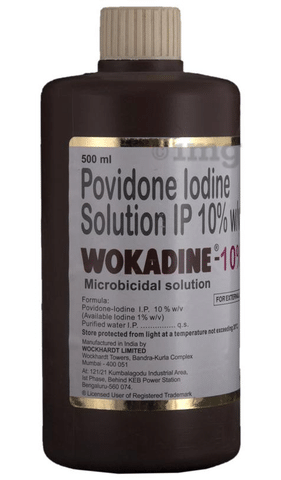 500 ml
Povidone Iodine
Solution IP 10%
WOKADINE®-10
Microbicidal solution
FOR EXTERNAL
Formula:
Povidone-Iodine I.P. 10% w/v
(Available Iodine 1% w/v)
Purified water I.P. .............. q.s.
Store protected from light at a temperature not exceeding
Manufactured in India by
WOCKHARDT LIMITED
Wockhardt Towers, Bandra-Kurla Complex
Mumbai - 400 051
At: 121/21 Kumbalagodu Industrial Area,
Ist Phase, Behind KEB Power Station
Bengaluru-560 074.
® Licensed User of Registered Trademark